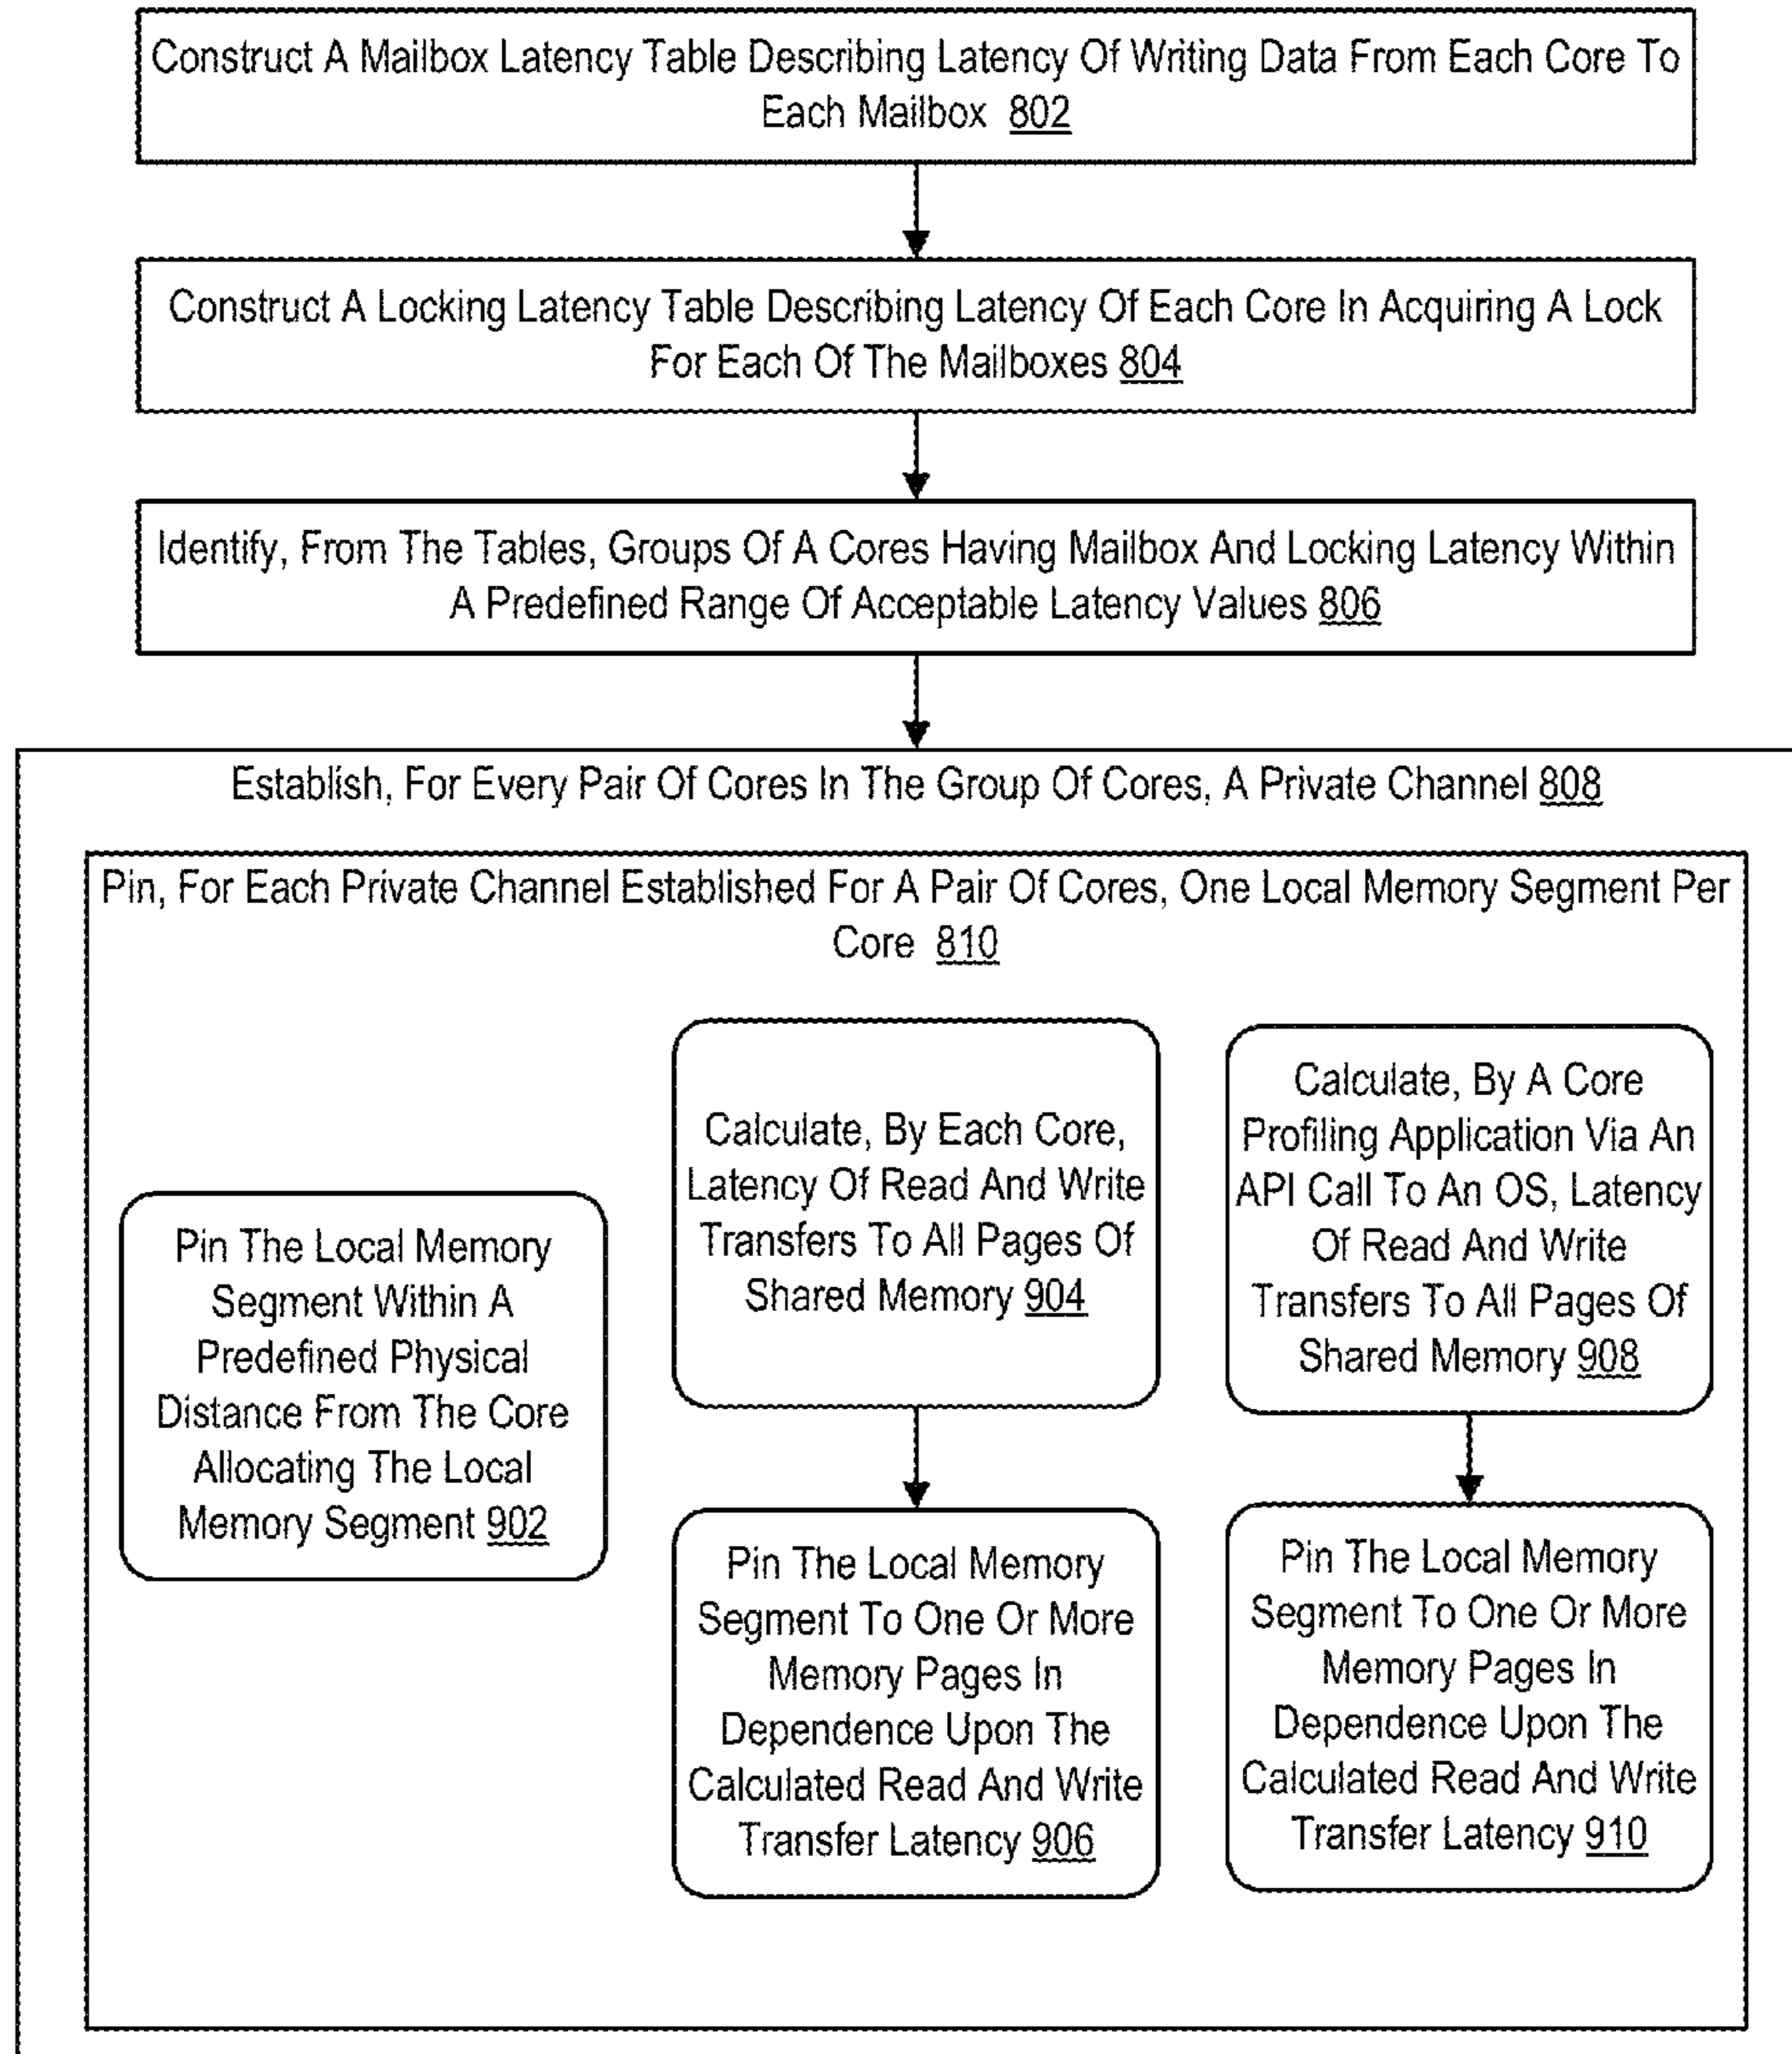 Construct A Mailbox Latency Table Describing Latency Of Writing Data From Each Core To
Each Mailbox 802
Construct A Locking Latency Table Describing Latency Of Each Core In Acquiring A Lock
For Each Of The Mailboxes 804
Identify, From The Tables, Groups Of A Cores Having Mailbox And Locking Latency Within
A Predefined Range Of Acceptable Latency Values 806
Establish, For Every Pair Of Cores In The Group Of Cores, A Private Channel 808
Pin, For Each Private Channel Established For A Pair Of Cores, One Local Memory Segment Per
Core 810
Pin The Local Memory
Segment Within A
Predefined Physical
Distance From The Core
Allocating The Local
Memory Segment 902
Calculate, By Each Core,
Latency Of Read And Write
Transfers To All Pages Of
Shared Memory 904
Pin The Local Memory
Segment To One Or More
Memory Pages In
Dependence Upon The
Calculated Read And Write
Transfer Latency 906
Calculate, By A Core
Profiling Application Via An
API Call To An OS, Latency
Of Read And Write
Transfers To All Pages Of
Shared Memory 908
Pin The Local Memory
Segment To One Or More
Memory Pages In
Dependence Upon The
Calculated Read And Write
Transfer Latency 910